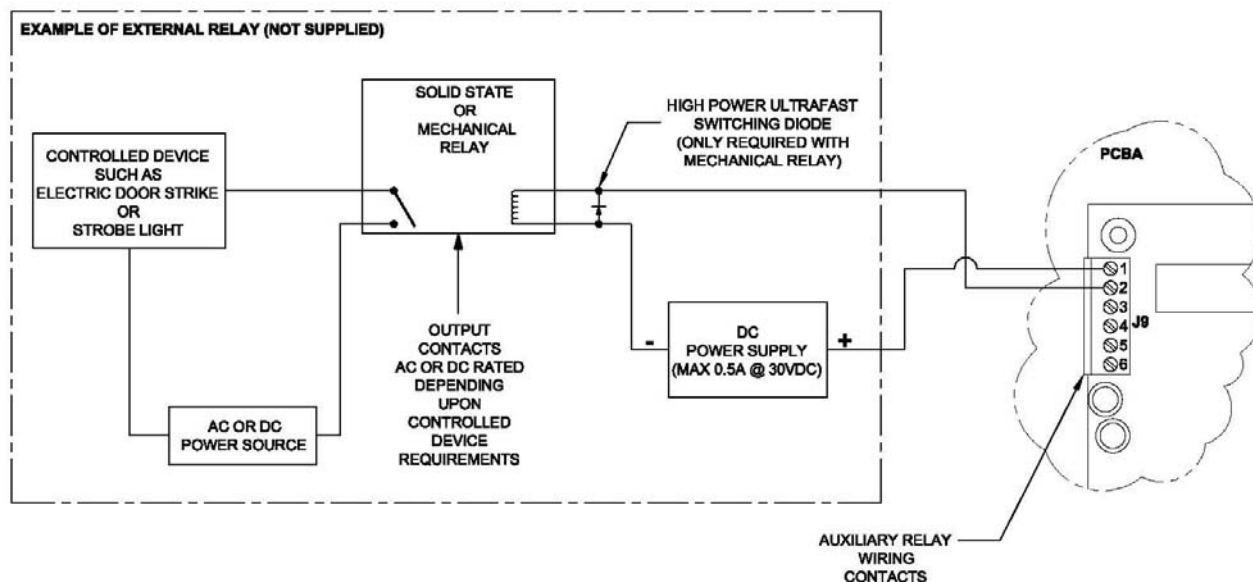 EXAMPLE OF EXTERNAL RELAY (NOT SUPPLIED)
SOLID STATE
OR
MECHANICAL
RELAY
HIGH POWER ULTRAFAST
SWITCHING DIODE
(ONLY REQUIRED WITH
MECHANICAL RELAY)
PCBA
CONTROLLED DEVICE
SUCH AS
ELECTRIC DOOR STRIKE
OR
STROBE LIGHT
1
2
3
4
5
6
J9
OUTPUT
CONTACTS
AC OR DC RATED
DEPENDING
UPON
CONTROLLED
DEVICE
REQUIREMENTS
-
DC
POWER SUPPLY
(MAX 0.5A @ 30VDC)
+
AC OR DC
POWER SOURCE
AUXILIARY RELAY
WIRING
CONTACTS